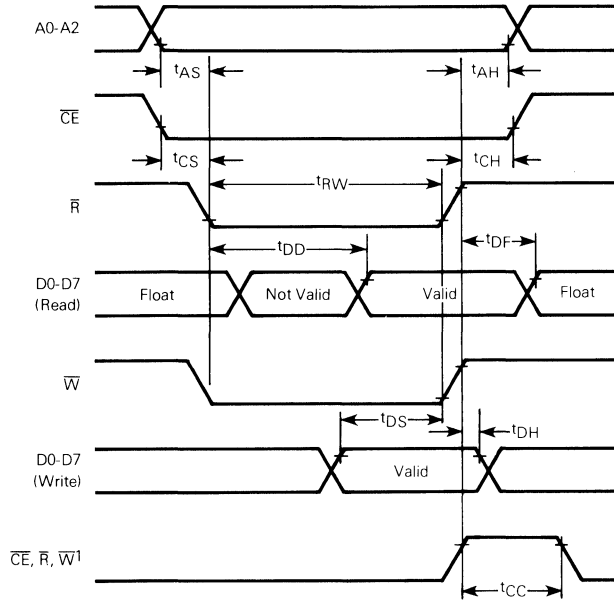 A0-A2
tAS
tAH
CE
tCS
tCH
R
tRW
tDD
tDF
D0-D7
(Read)
Float
Not Valid
Valid
Float
W
tDS
tDH
D0-D7
(Write)
Valid
CE, R, W1
tCC